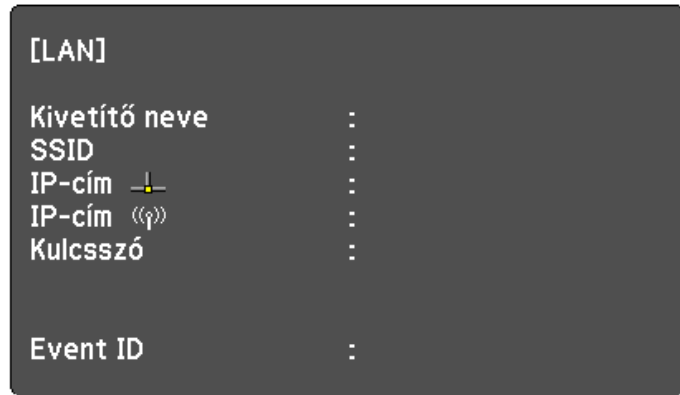 [LAN]
Kivetítő neve :
SSID :
IP-cím :
IP-cím :
Kulcsszó :
Event ID :